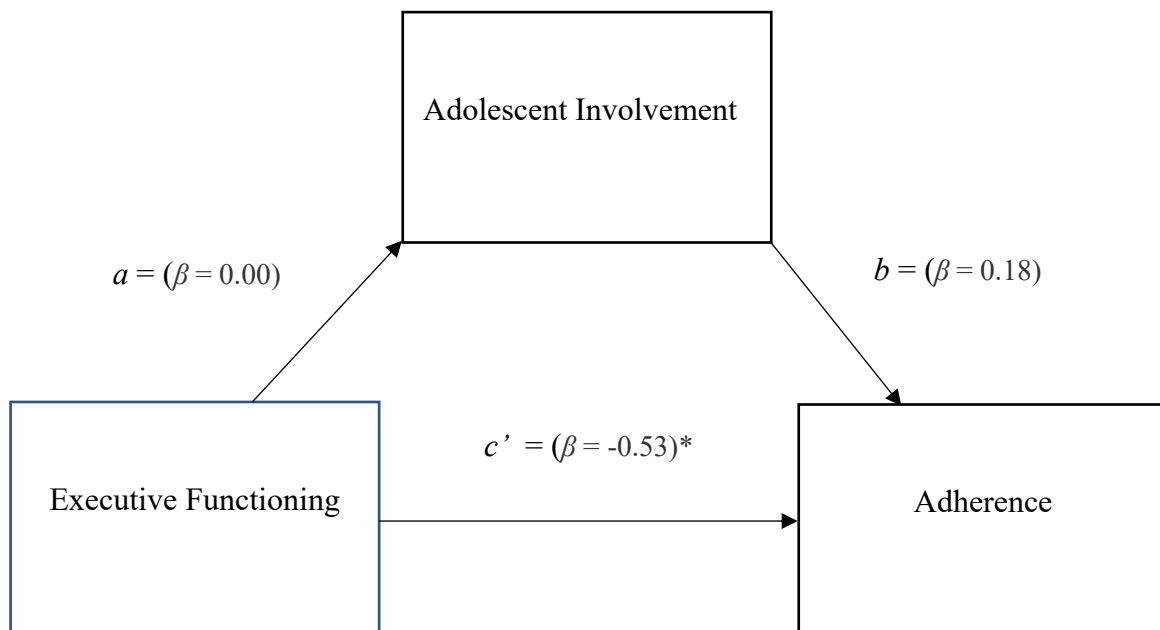 Adolescent Involvement
a = (β = 0.00)
b = (β = 0.18)
c’ = (β = -0.53)*
Executive Functioning
Adherence